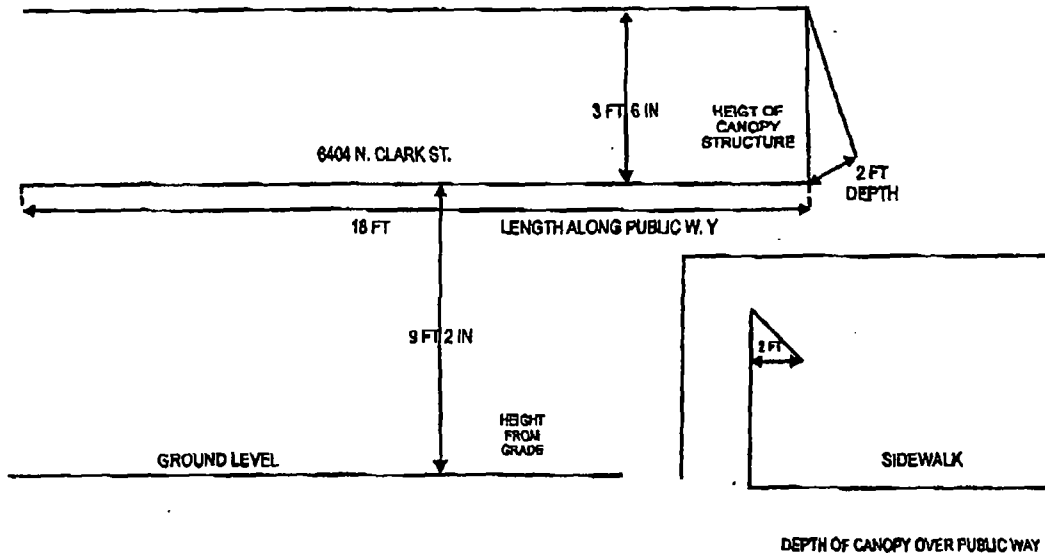 3 FT 6 IN
HEIGT OF
CANOPY
STRUCTURE
6404 N. CLARK ST.
2 FT
DEPTH
18 FT
LENGTH ALONG PUBLIC W. Y
9 FT 2 IN
2 FT
HEIGHT
FROM
GRADE
GROUND LEVEL
SIDEWALK
DEPTH OF CANOPY OVER PUBLIC WAY